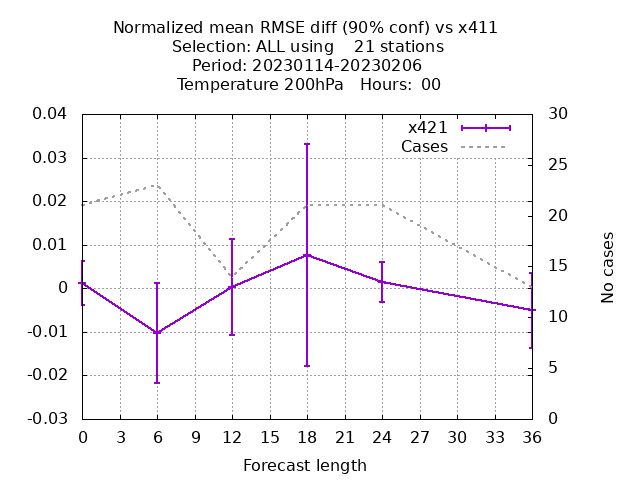 Normalized mean RMSE diff (90% conf) vs x411
Selection: ALL using    21 stations
Period: 20230114-20230206
Temperature 200hPa   Hours:  00
0.04
0.03
0.02
0.01
0
-0.01
-0.02
-0.03
30
25
20
15
10
5
0
x421
Cases
No cases
0 3 6 9 12 15 18 21 24 27 30 33 36
Forecast length